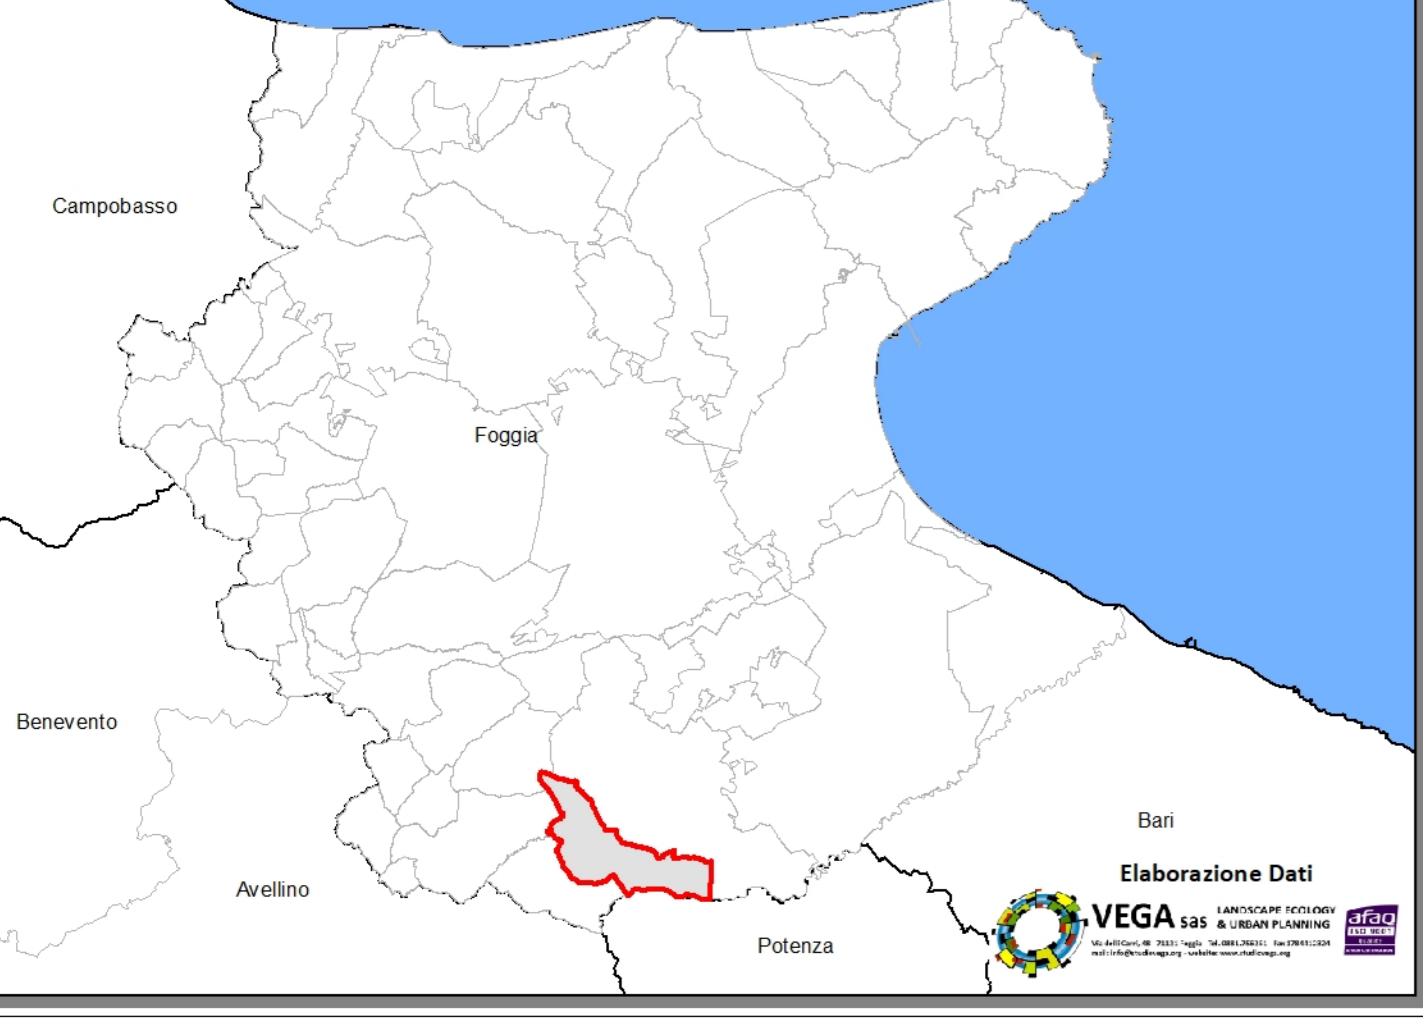 Campobasso
Foggia
Benevento
Bari
Elaborazione Dati
Avellino
VEGA sas
LANDSCAPE ECOLOGY
& URBAN PLANNING
afaq
Potenza